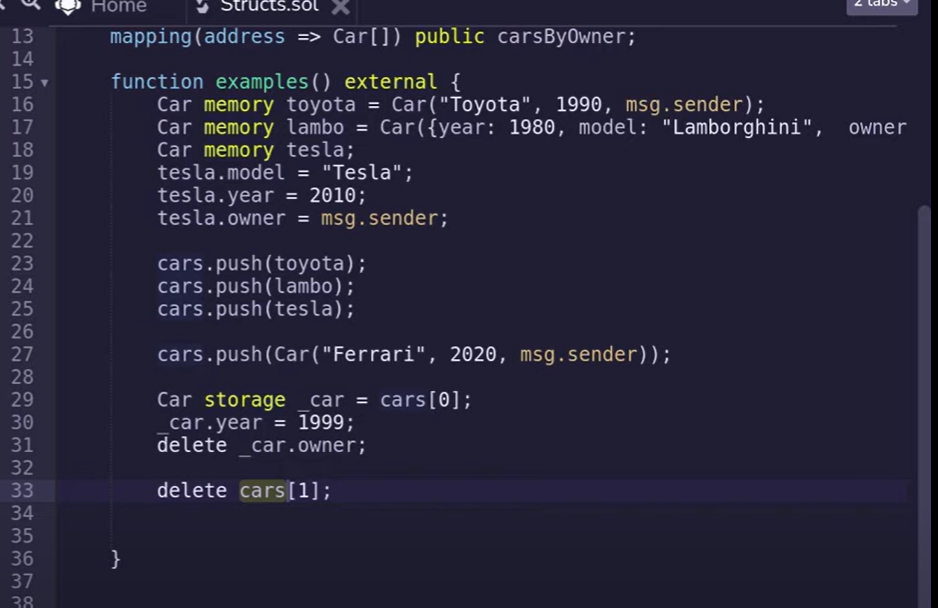 Home
Structs.sol
2 tabs
13 mapping(address => Car[]) public carsByOwner;
14
15 function examples() external {
16 Car memory toyota = Car("Toyota", 1990, msg.sender);
17 Car memory lambo = Car({year: 1980, model: "Lamborghini", owner
18 Car memory tesla;
19 tesla.model = "Tesla";
20 tesla.year = 2010;
21 tesla.owner = msg.sender;
22
23 cars.push(toyota);
24 cars.push(lambo);
25 cars.push(tesla);
26
27 cars.push(Car("Ferrari", 2020, msg.sender));
28
29 Car storage _car = cars[0];
30 _car.year = 1999;
31 delete _car.owner;
32
33 delete cars[1];
34
35
36 }
37
38